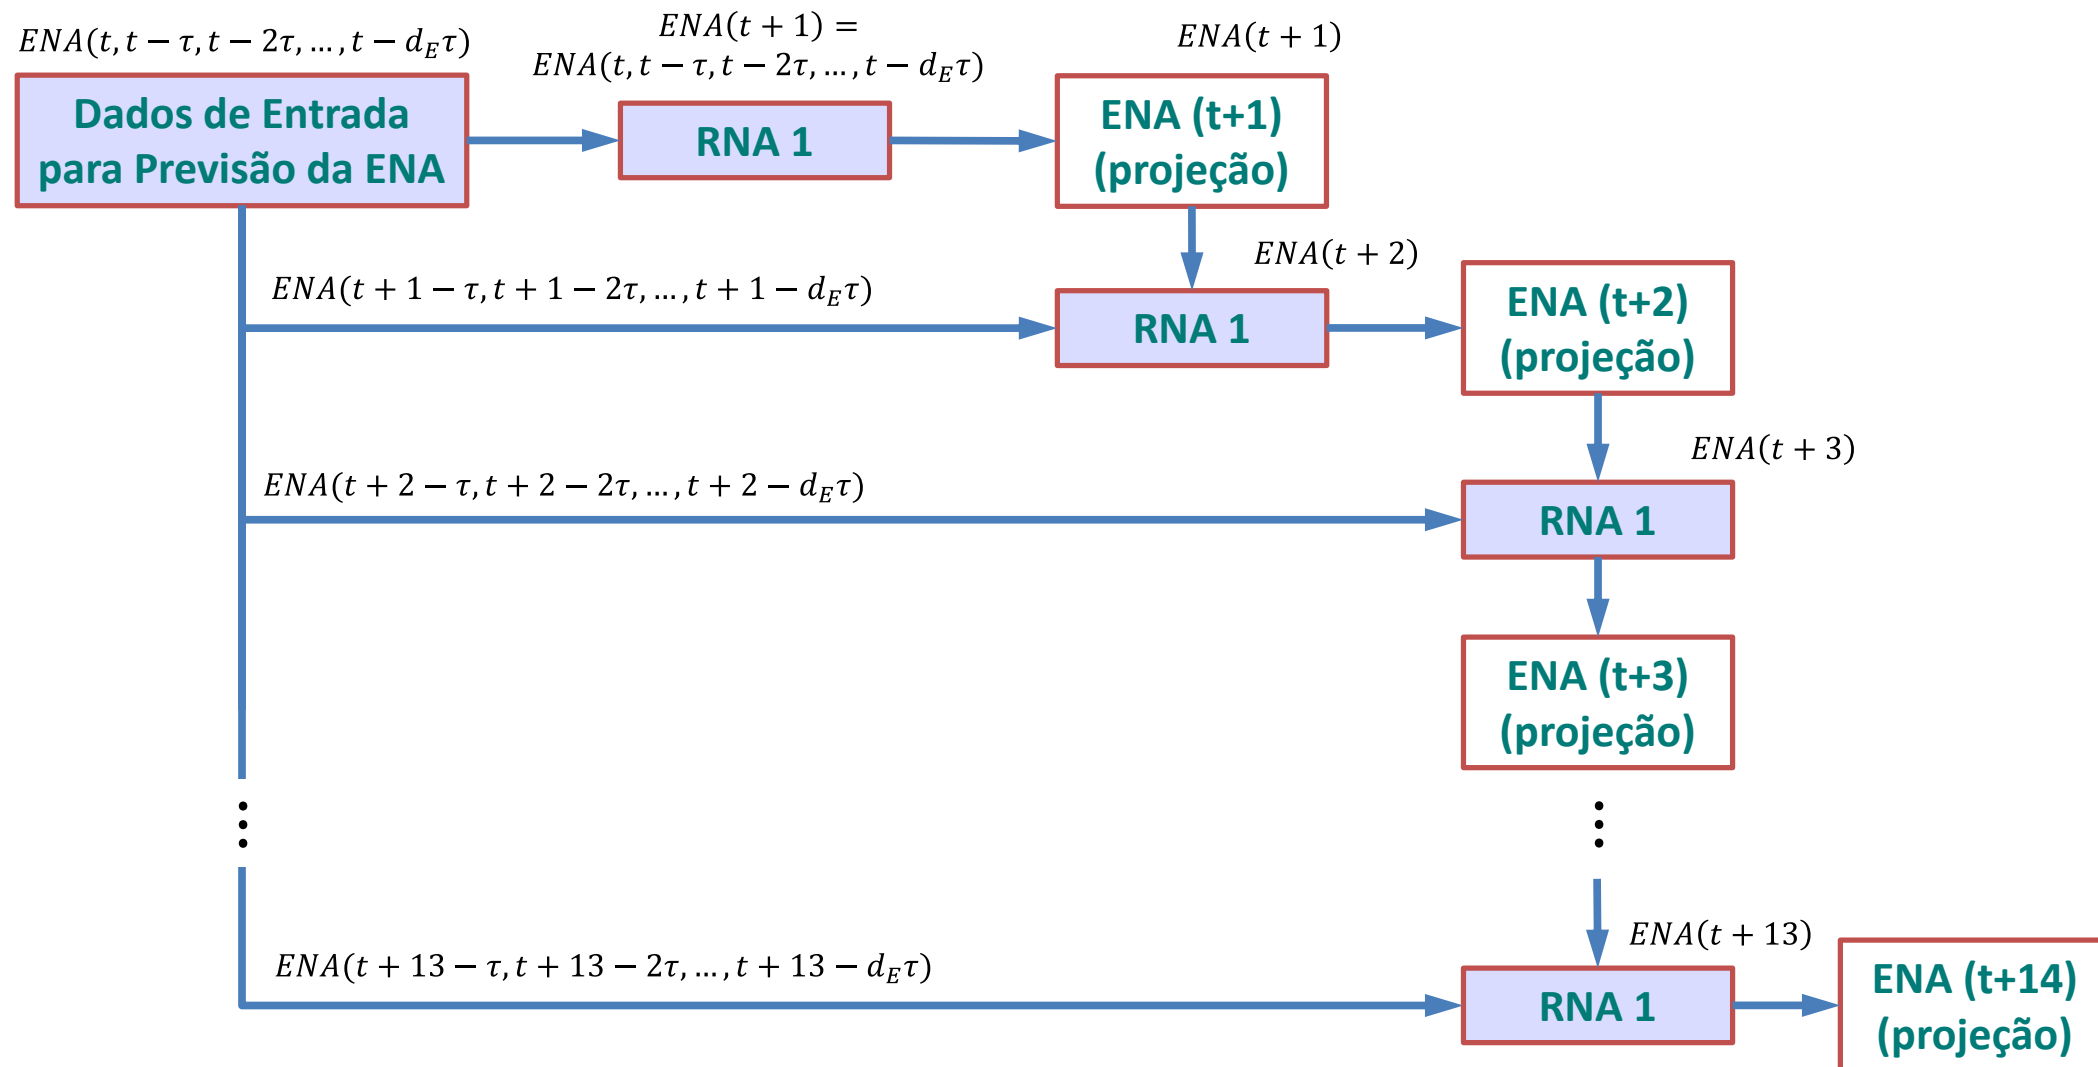 ENA(t, t − τ, t − 2τ, …, t − d_E τ)
ENA(t + 1) =
ENA(t, t − τ, t − 2τ, …, t − d_E τ)
ENA(t + 1)
Dados de Entrada
para Previsão da ENA
RNA 1
ENA (t+1)
(projeção)
ENA(t + 1 − τ, t + 1 − 2τ, …, t + 1 − d_E τ)
ENA(t + 2)
RNA 1
ENA (t+2)
(projeção)
ENA(t + 2 − τ, t + 2 − 2τ, …, t + 2 − d_E τ)
ENA(t + 3)
RNA 1
ENA (t+3)
(projeção)
⋮
⋮
ENA(t + 13 − τ, t + 13 − 2τ, …, t + 13 − d_E τ)
ENA(t + 13)
RNA 1
ENA (t+14)
(projeção)